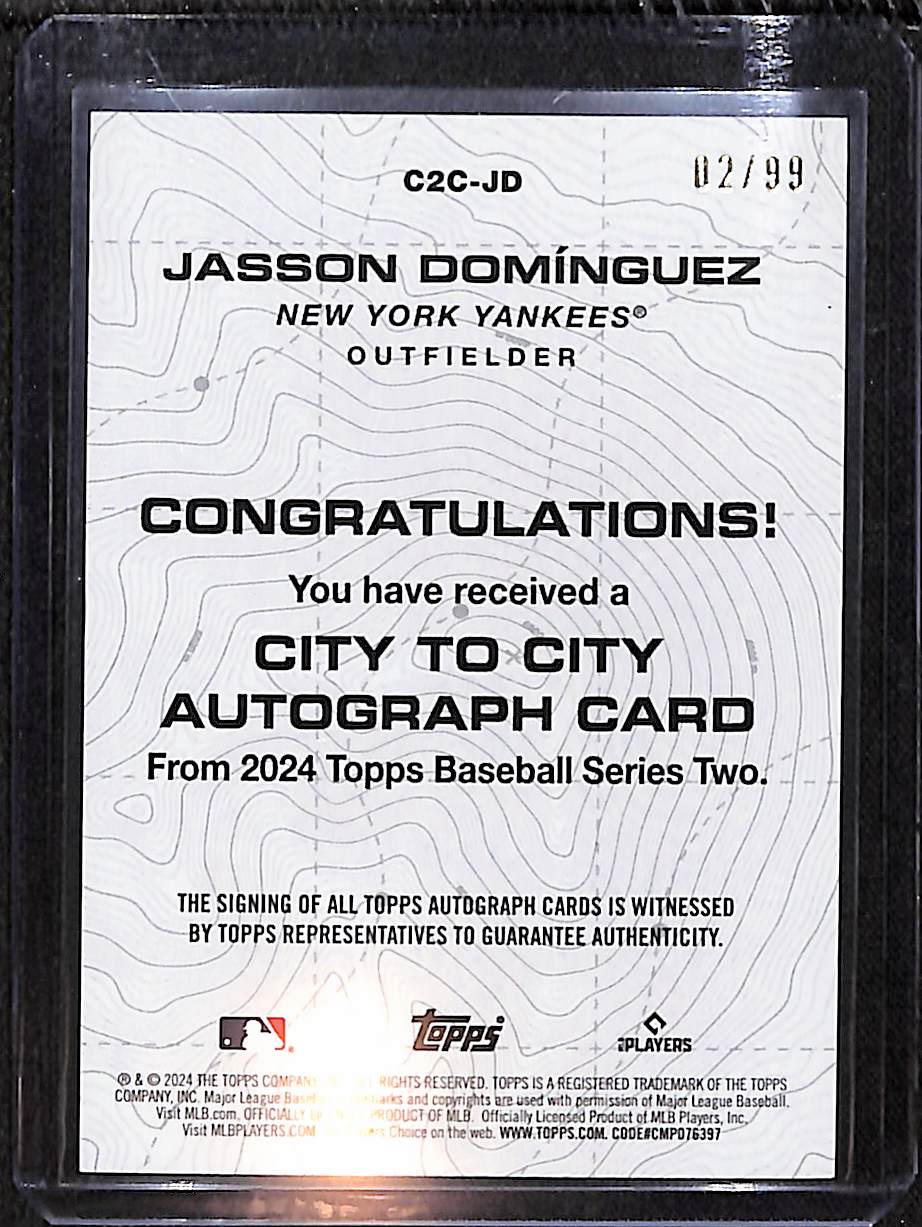 C2C-JD
02/99
JASSON DOMÍNGUEZ
NEW YORK YANKEES®
OUTFIELDER
CONGRATULATIONS!
You have received a
CITY TO CITY
AUTOGRAPH CARD
From 2024 Topps Baseball Series Two.
THE SIGNING OF ALL TOPPS AUTOGRAPH CARDS IS WITNESSED
BY TOPPS REPRESENTATIVES TO GUARANTEE AUTHENTICITY.
topps
PLAYERS
® & © 2024 THE TOPPS COMPANY RIGHTS RESERVED. TOPPS IS A REGISTERED TRADEMARK OF THE TOPPS
COMPANY, INC. Major League and copyrights are used with permission of Major League Baseball.
Visit MLB.com. OFFICIALLY PRODUCT OF MLB. Officially Licensed Product of MLB Players, Inc.
Visit MLBPLAYERS.COM Choice on the web. WWW.TOPPS.COM. CODE#CMP076397